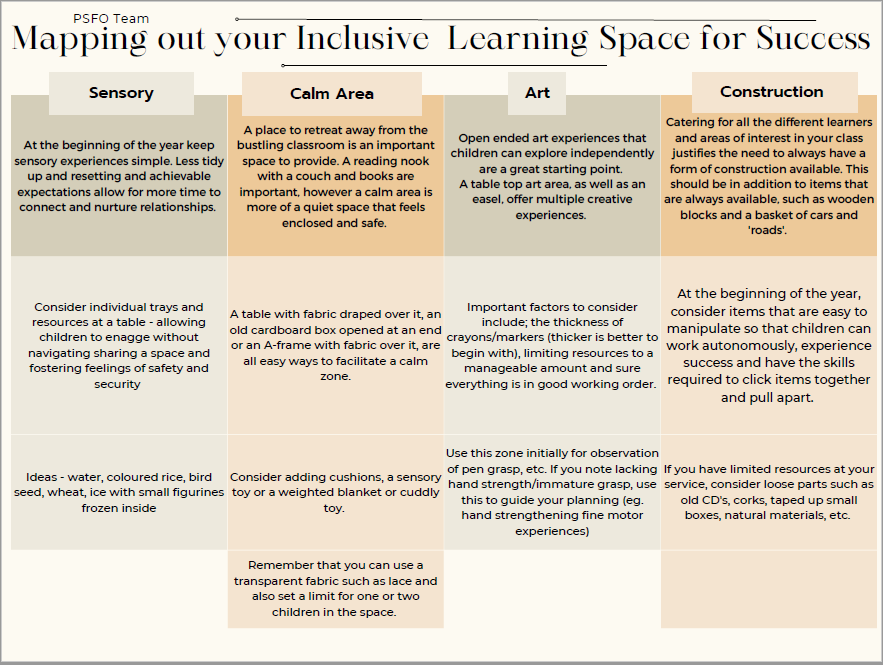 PSFO Team
Mapping out your Inclusive Learning Space for Success
Sensory
At the beginning of the year keep
sensory experiences simple. Less tidy
up and resetting and achievable
expectations allow for more time to
connect and nurture relationships.
Consider individual trays and
resources at a table - allowing
children to enagge without
navigating sharing a space and
fostering feelings of safety and
security
Ideas - water, coloured rice, bird
seed, wheat, ice with small figurines
frozen inside
Calm Area
A place to retreat away from the
bustling classroom is an important
space to provide. A reading nook
with a couch and books are
important, however a calm area is
more of a quiet space that feels
enclosed and safe.
A table with fabric draped over it, an
old cardboard box opened at an end
or an A-frame with fabric over it, are
all easy ways to facilitate a calm
zone.
Consider adding cushions, a sensory
toy or a weighted blanket or cuddly
toy.
Remember that you can use a
transparent fabric such as lace and
also set a limit for one or two
children in the space.
Art
Open ended art experiences that
children can explore independently
are a great starting point.
A table top art area, as well as an
easel, offer multiple creative
experiences.
Important factors to consider
include; the thickness of
crayons/markers (thicker is better to
begin with), limiting resources to a
manageable amount and sure
everything is in good working order.
Use this zone initially for observation
of pen grasp, etc. If you note lacking
hand strength/immature grasp, use
this to guide your planning (eg.
hand strengthening fine motor
experiences)
Construction
Catering for all the different learners
and areas of interest in your class
justifies the need to always have a
form of construction available. This
should be in addition to items that
are always available, such as wooden
blocks and a basket of cars and
'roads'.
At the beginning of the year,
consider items that are easy to
manipulate so that children can
work autonomously, experience
success and have the skills
required to click items together
and pull apart.
If you have limited resources at your
service, consider loose parts such as
old CD's, corks, taped up small
boxes, natural materials, etc.